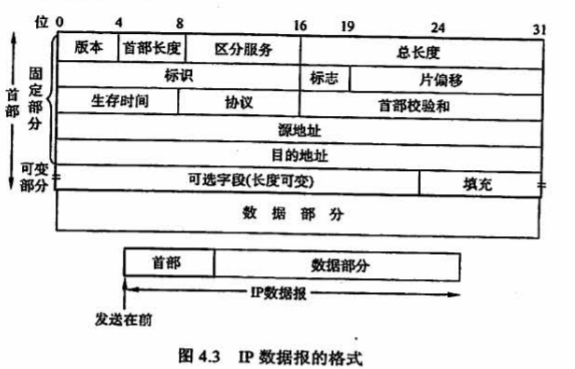 位 0 4 8 16 19 24 31
版本 首部长度 区分服务 总长度
标识 标志 片偏移
生存时间 协议 首部校验和
源地址
目的地址
可选字段(长度可变) 填充
数据部分
首部
固定部分
可变部分
首部 数据部分
IP数据报
发送在前
图 4.3 IP 数据报的格式